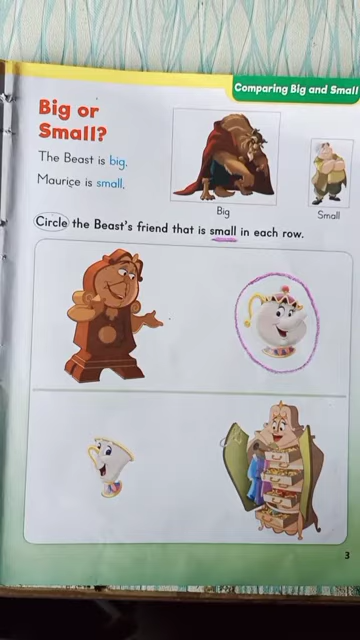 Comparing Big and Small
Big or
Small?
The Beast is big.
Maurice is small.
Big
Small
Circle the Beast's friend that is small in each row.
3